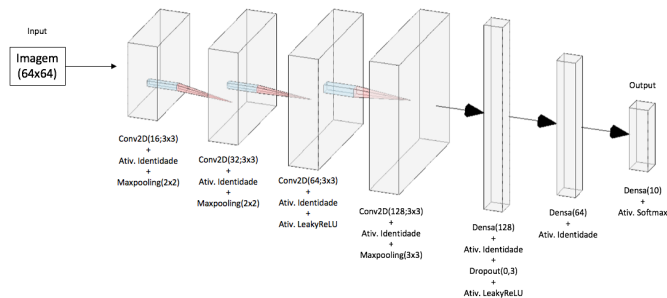 Input
Imagem
(64x64)
Conv2D(16;3x3)
+
Ativ. Identidade
+
Maxpooling(2x2)
Conv2D(32;3x3)
+
Ativ. Identidade
+
Maxpooling(2x2)
Conv2D(64;3x3)
+
Ativ. Identidade
+
Ativ. LeakyReLU
Conv2D(128;3x3)
+
Ativ. Identidade
+
Maxpooling(3x3)
Densa(128)
+
Ativ. Identidade
+
Dropout(0,3)
+
Ativ. LeakyReLU
Densa(64)
+
Ativ. Identidade
Output
Densa(10)
+
Ativ. Softmax